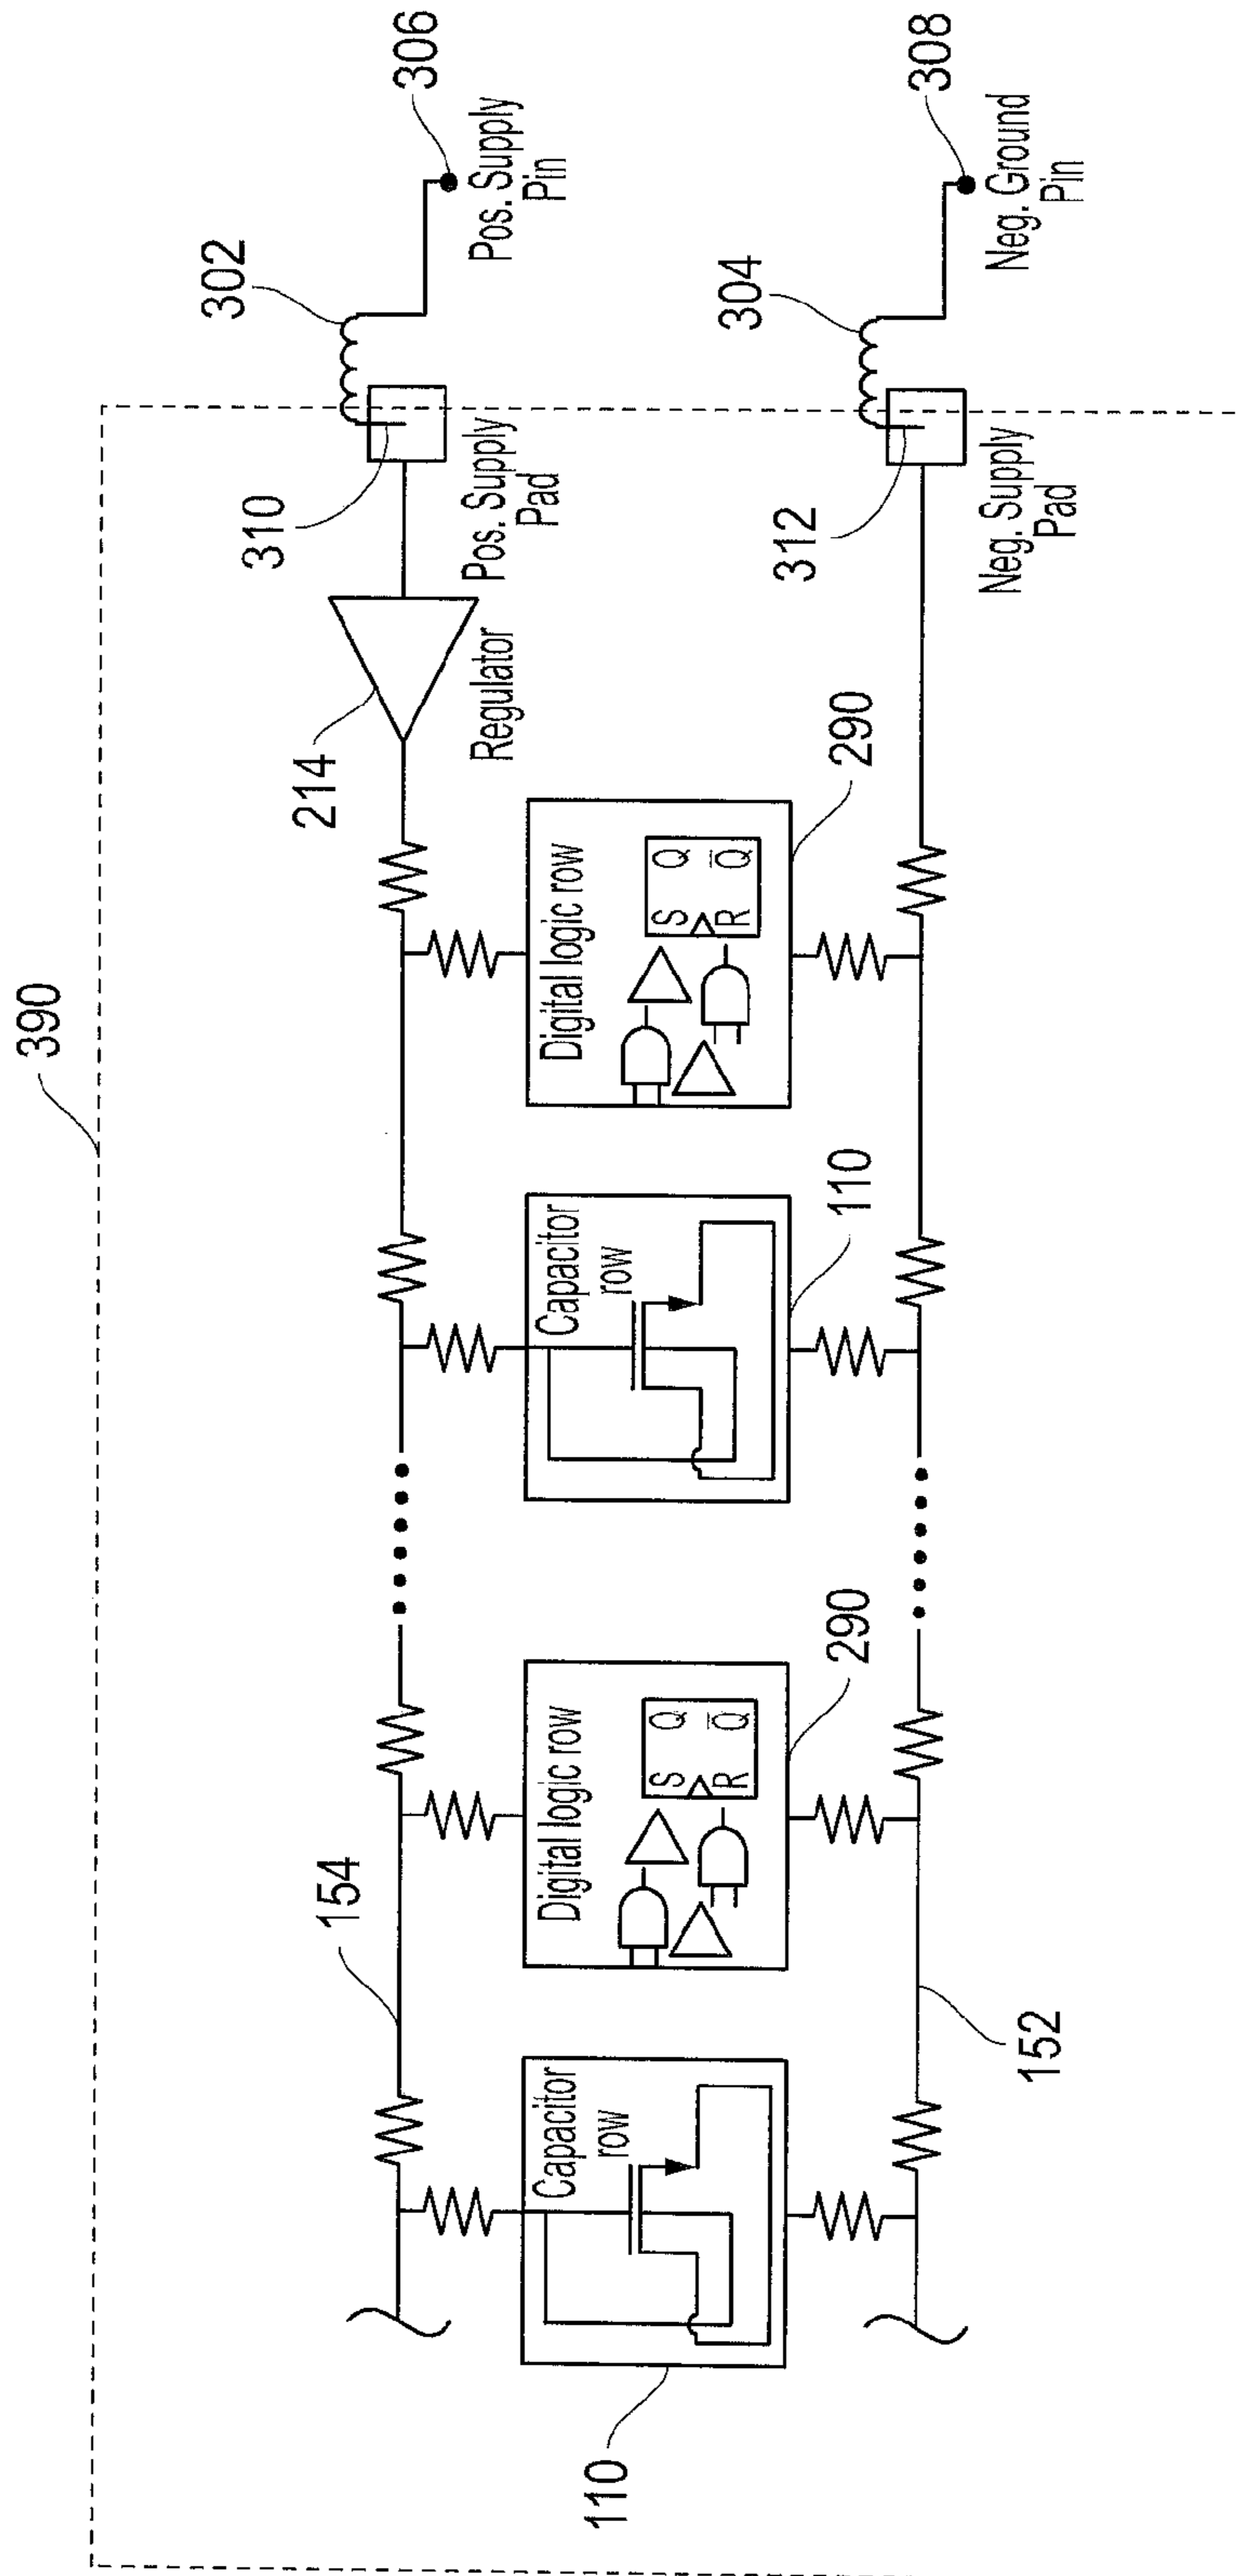 390
302
306
310
Pos. Supply
Pin
Pos. Supply
Pad
214
Regulator
154
Capacitor
row
110
Digital logic row
S Q
R Q̅
290
Capacitor
row
110
Digital logic row
S Q
R Q̅
290
152
304
308
312
Neg. Ground
Pin
Neg. Supply
Pad